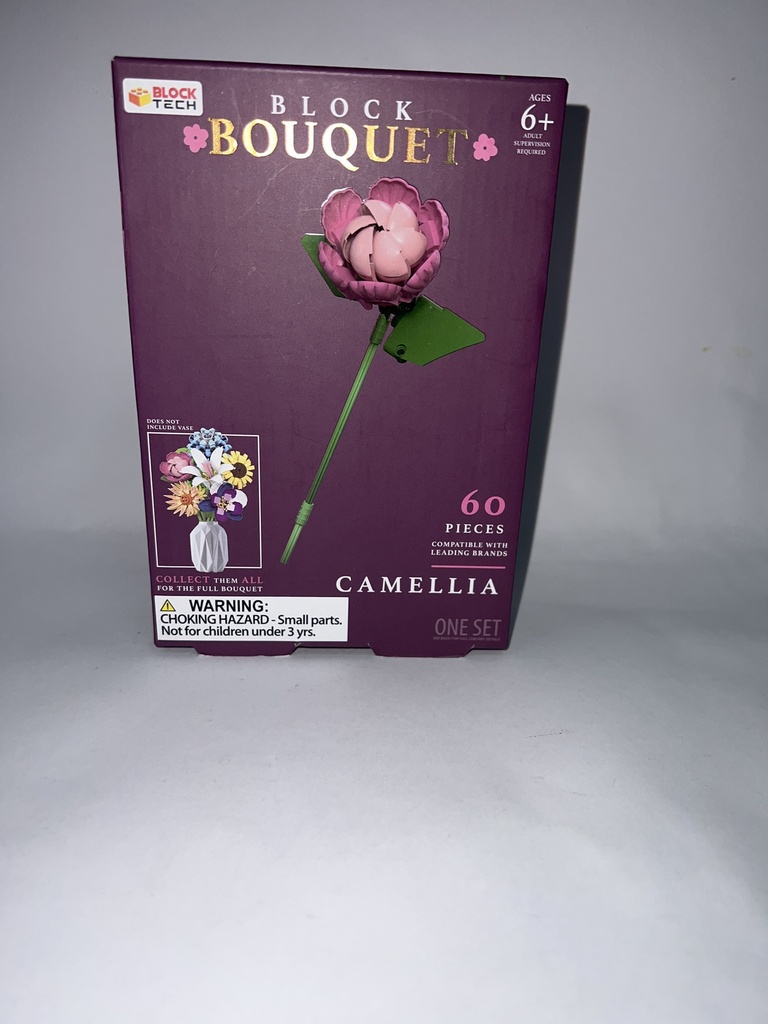 BLOCK
TECH
BLOCK
BOUQUET
AGES
6+
ADULT
SUPERVISION
REQUIRED
DOES NOT
INCLUDE VASE
60
PIECES
COMPATIBLE WITH
LEADING BRANDS
COLLECT THEM ALL
FOR THE FULL BOUQUET
CAMELLIA
WARNING:
CHOKING HAZARD - Small parts.
Not for children under 3 yrs.
ONE SET